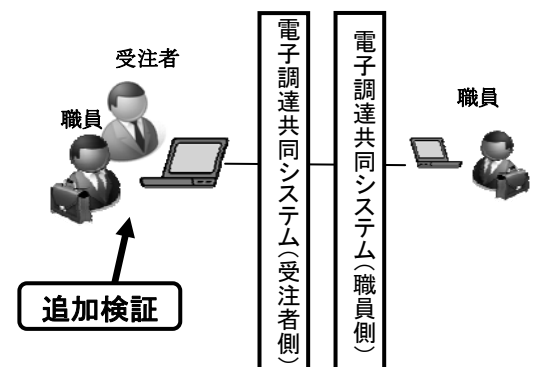 受注者
職員
追加検証
電子調達共同システム（受注者側）
電子調達共同システム（職員側）
職員